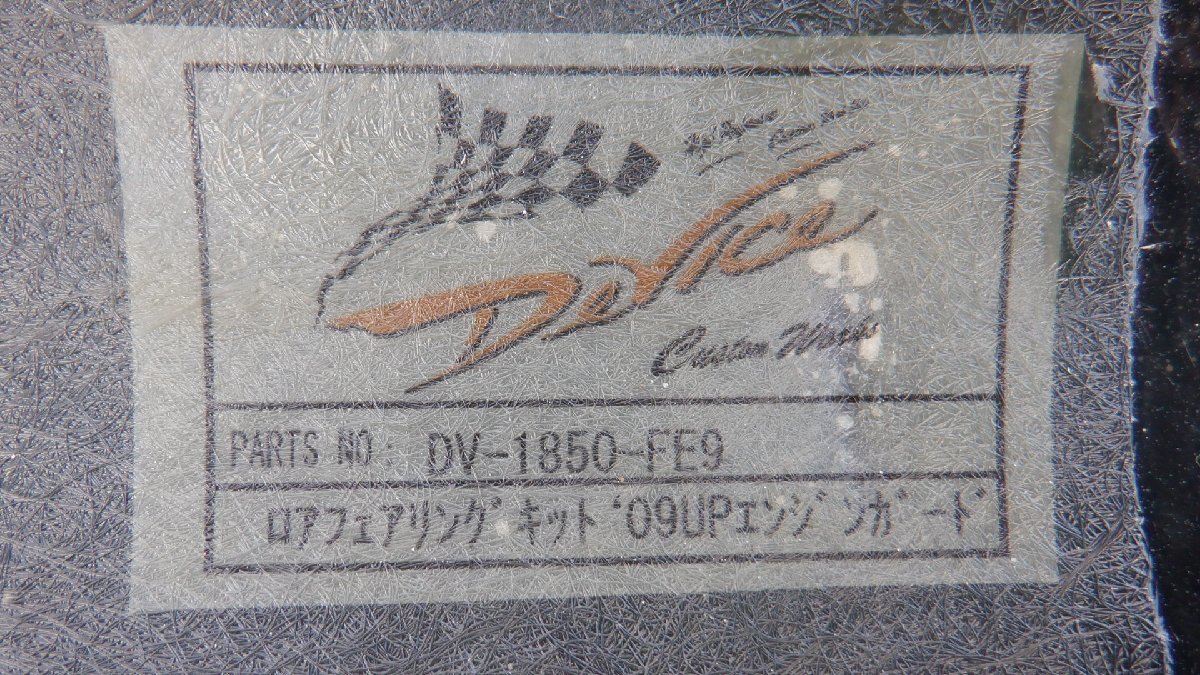 Device
Custom Works
PARTS NO: DV-1850-FE9
ロアフェアリングキット '09UPエンジンガード